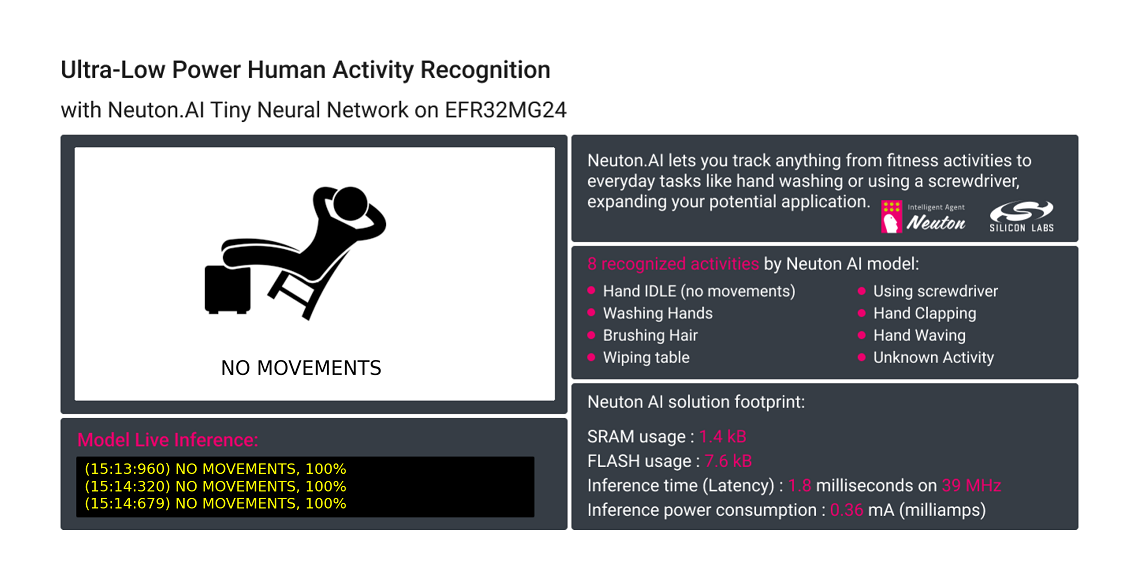 Ultra-Low Power Human Activity Recognition
with Neuton.AI Tiny Neural Network on EFR32MG24
NO MOVEMENTS
Model Live Inference:
(15:13:960) NO MOVEMENTS, 100%
(15:14:320) NO MOVEMENTS, 100%
(15:14:679) NO MOVEMENTS, 100%
Neuton.AI lets you track anything from fitness activities to
everyday tasks like hand washing or using a screwdriver,
expanding your potential application.
Intelligent Agent
Neuton
SILICON LABS
8 recognized activities by Neuton AI model:
Hand IDLE (no movements)
Washing Hands
Brushing Hair
Wiping table
Using screwdriver
Hand Clapping
Hand Waving
Unknown Activity
Neuton AI solution footprint:
SRAM usage : 1.4 kB
FLASH usage : 7.6 kB
Inference time (Latency) : 1.8 milliseconds on 39 MHz
Inference power consumption : 0.36 mA (milliamps)